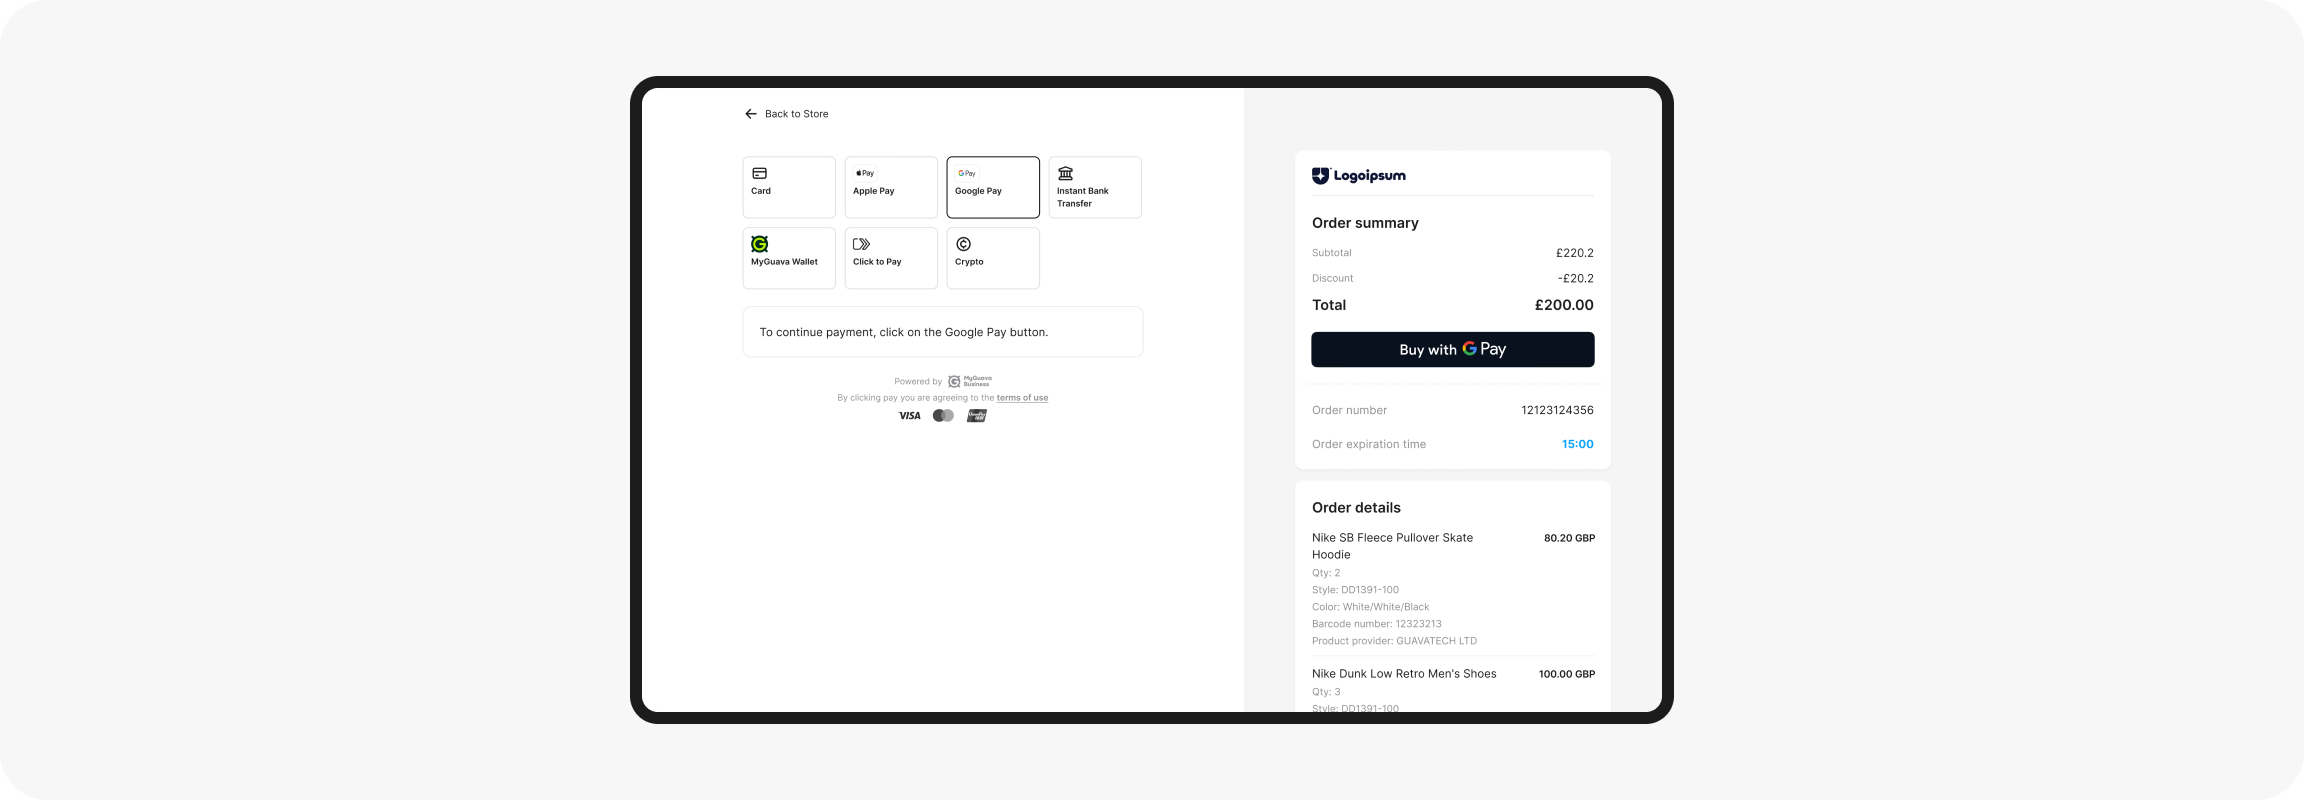 Back to Store
Card
Pay
Apple Pay
G Pay
Google Pay
Instant Bank
Transfer
MyGuava Wallet
Click to Pay
Crypto
To continue payment, click on the Google Pay button.
Powered by MyGuava
Business
By clicking pay you are agreeing to the terms of use
VISA
Logoipsum
Order summary
Subtotal £220.2
Discount -£20.2
Total £200.00
Buy with G Pay
Order number 12123124356
Order expiration time 15:00
Order details
Nike SB Fleece Pullover Skate 80.20 GBP
Hoodie
Qty: 2
Style: DD1391-100
Color: White/White/Black
Barcode number: 12323213
Product provider: GUAVATECH LTD
Nike Dunk Low Retro Men's Shoes 100.00 GBP
Qty: 3
Style: DD1391-100